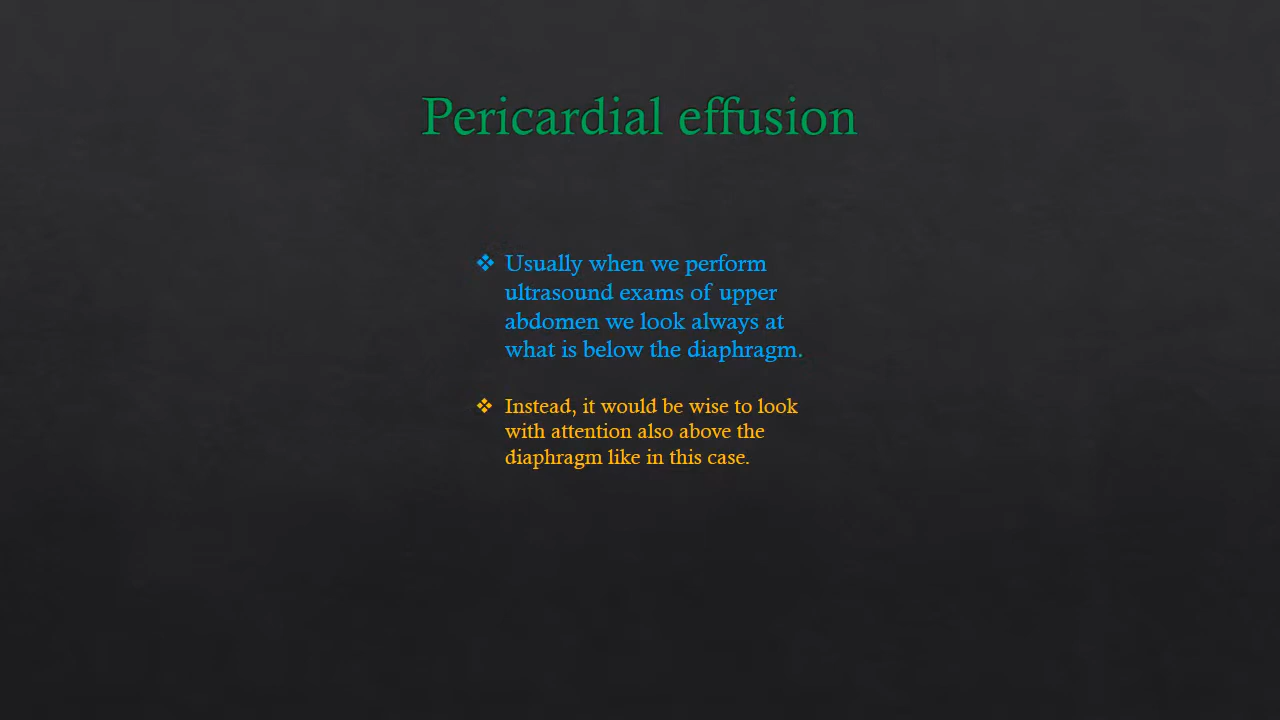 Pericardial effusion
❖ Usually when we perform
ultrasound exams of upper
abdomen we look always at
what is below the diaphragm.
❖ Instead, it would be wise to look
with attention also above the
diaphragm like in this case.